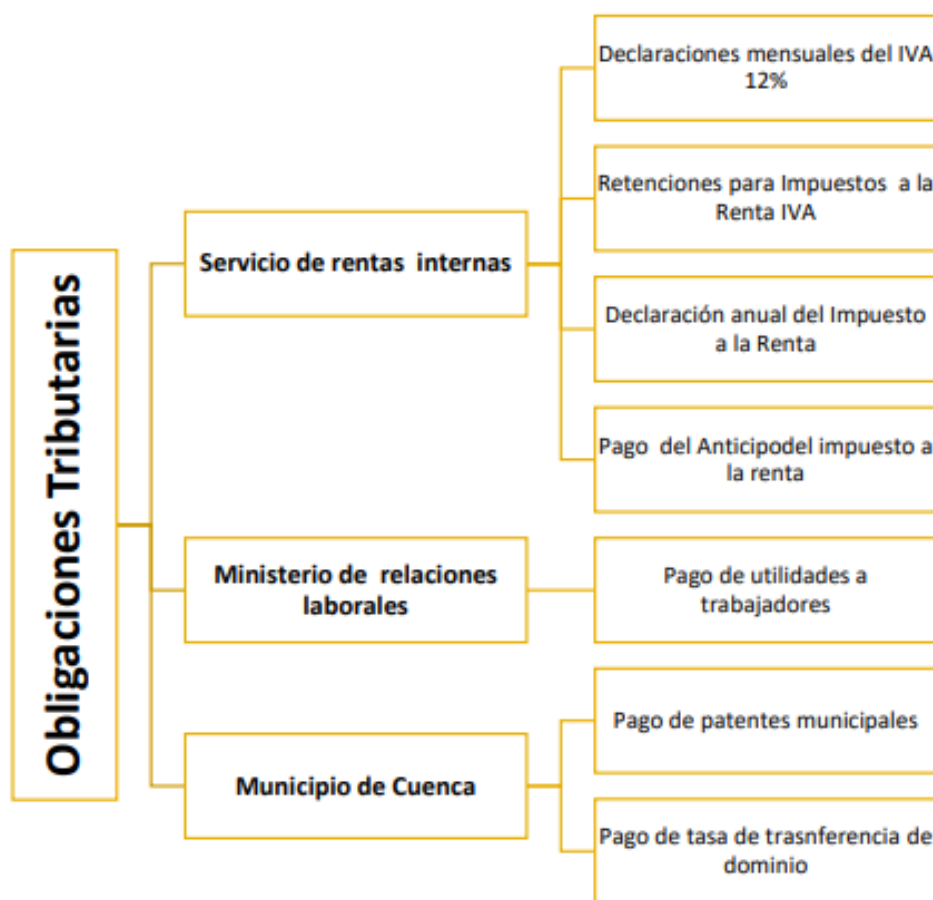 Obligaciones Tributarias
Servicio de rentas internas
Declaraciones mensuales del IVA
12%
Retenciones para Impuestos a la
Renta IVA
Declaración anual del Impuesto
a la Renta
Pago del Anticipodel impuesto a
la renta
Ministerio de relaciones
laborales
Pago de utilidades a
trabajadores
Municipio de Cuenca
Pago de patentes municipales
Pago de tasa de trasnferencia de
dominio